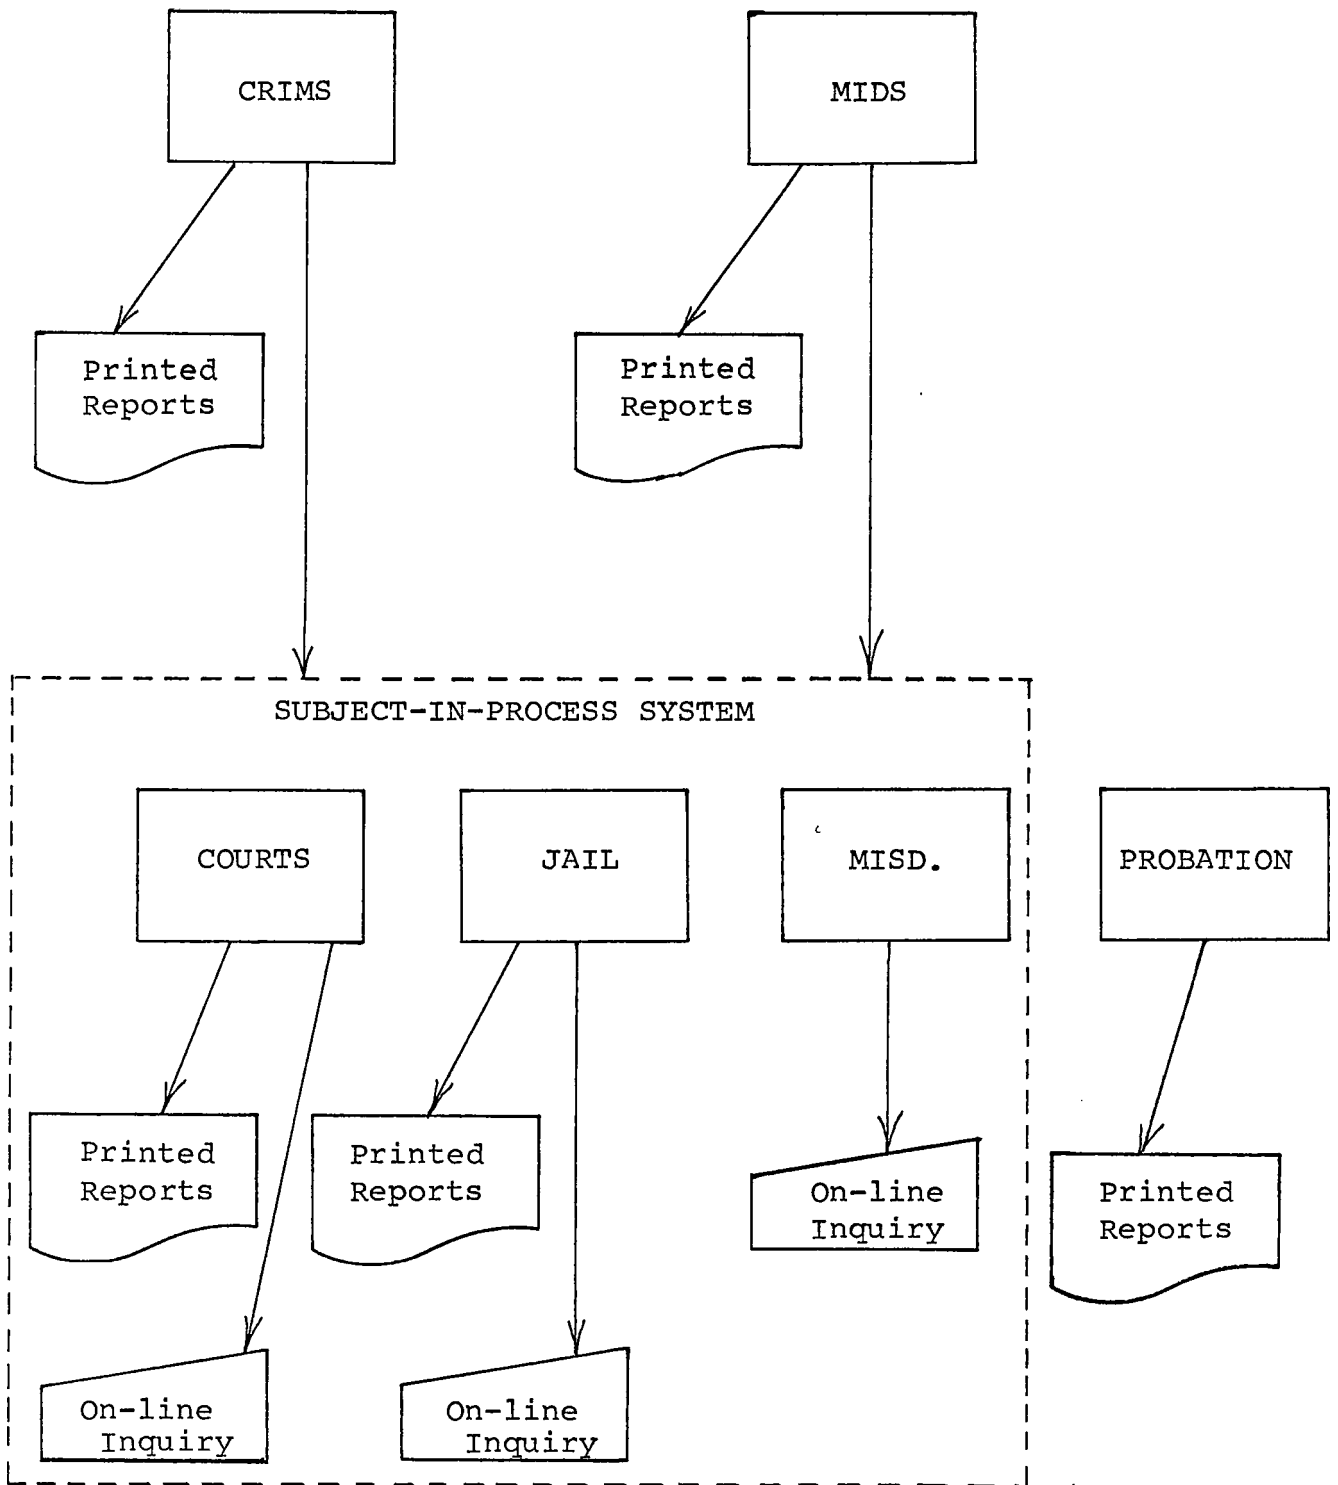 CRIMS
MIDS
Printed
Reports
Printed
Reports
SUBJECT-IN-PROCESS SYSTEM
COURTS
JAIL
MISD.
PROBATION
Printed
Reports
Printed
Reports
On-line
Inquiry
Printed
Reports
On-line
Inquiry
On-line
Inquiry